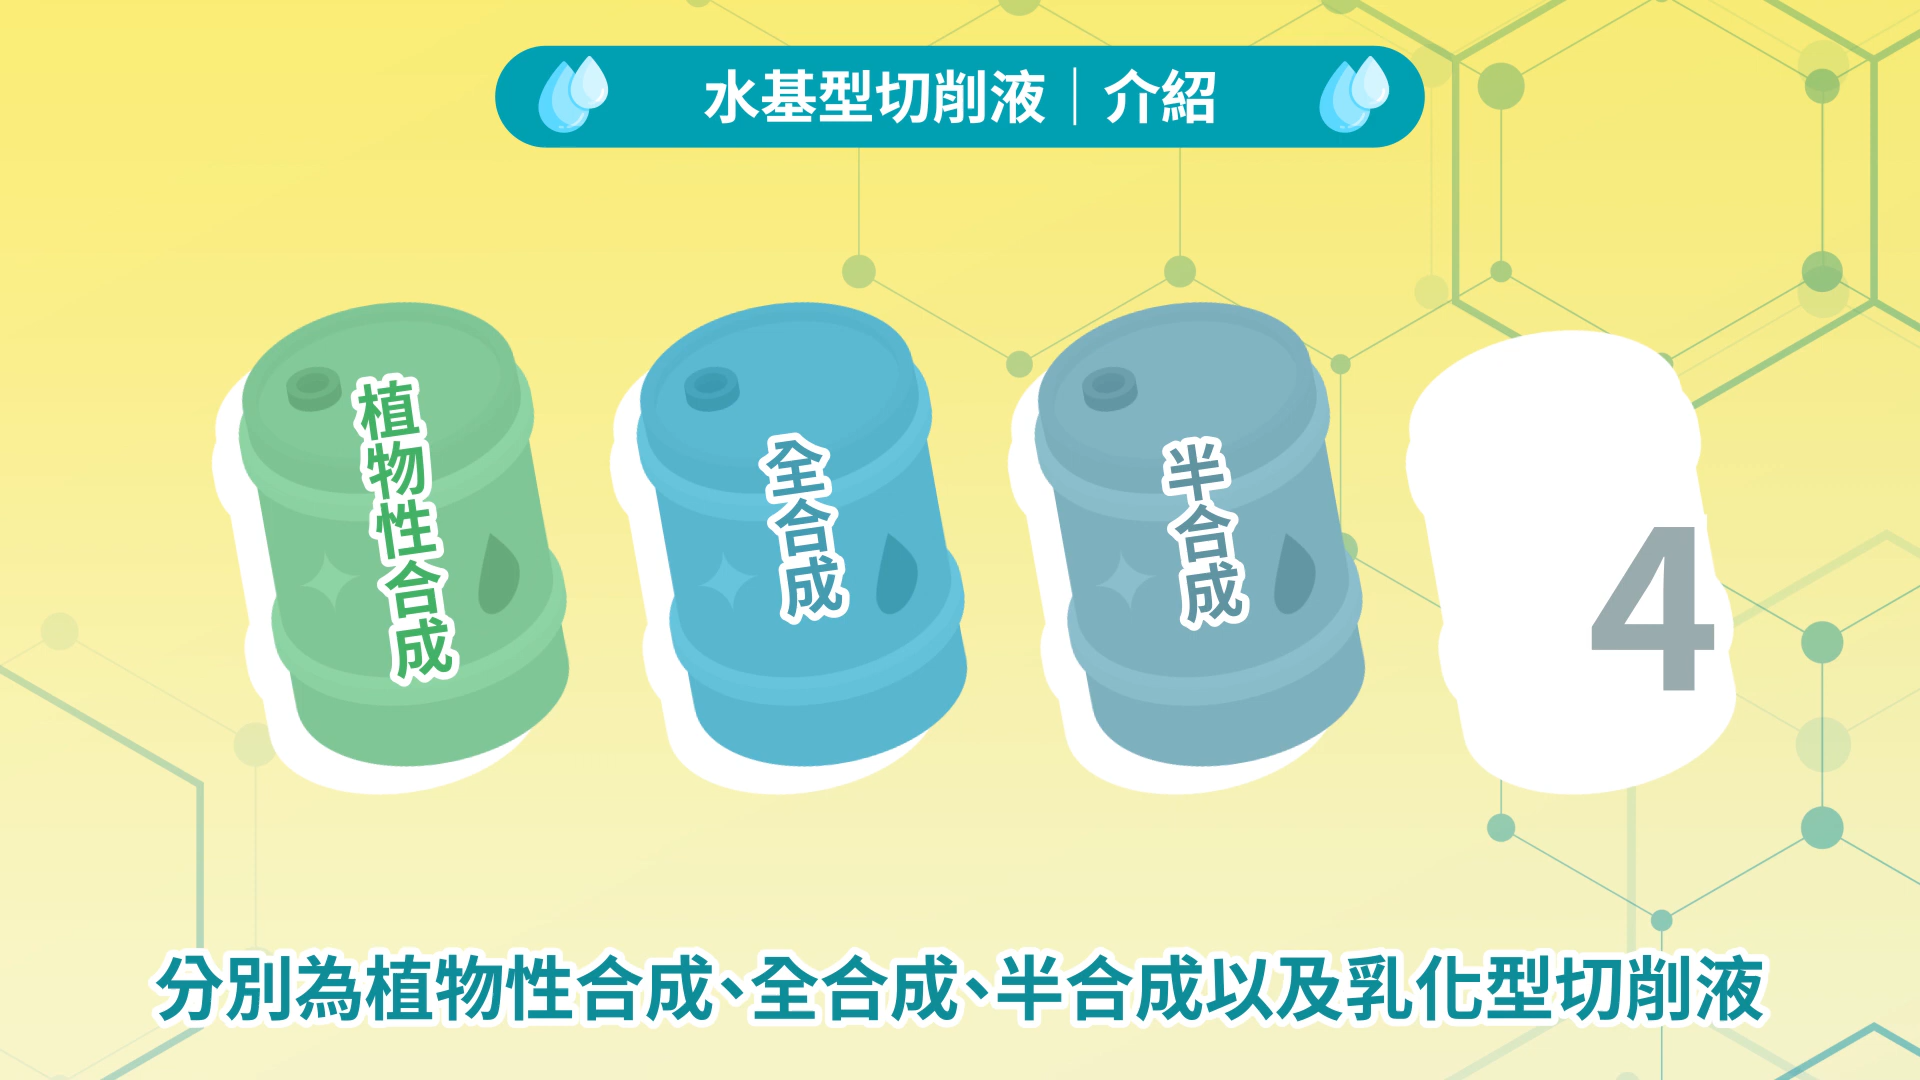 水基型切削液｜介紹
植物性合成
全合成
半合成
4
分別為植物性合成、全合成、半合成以及乳化型切削液